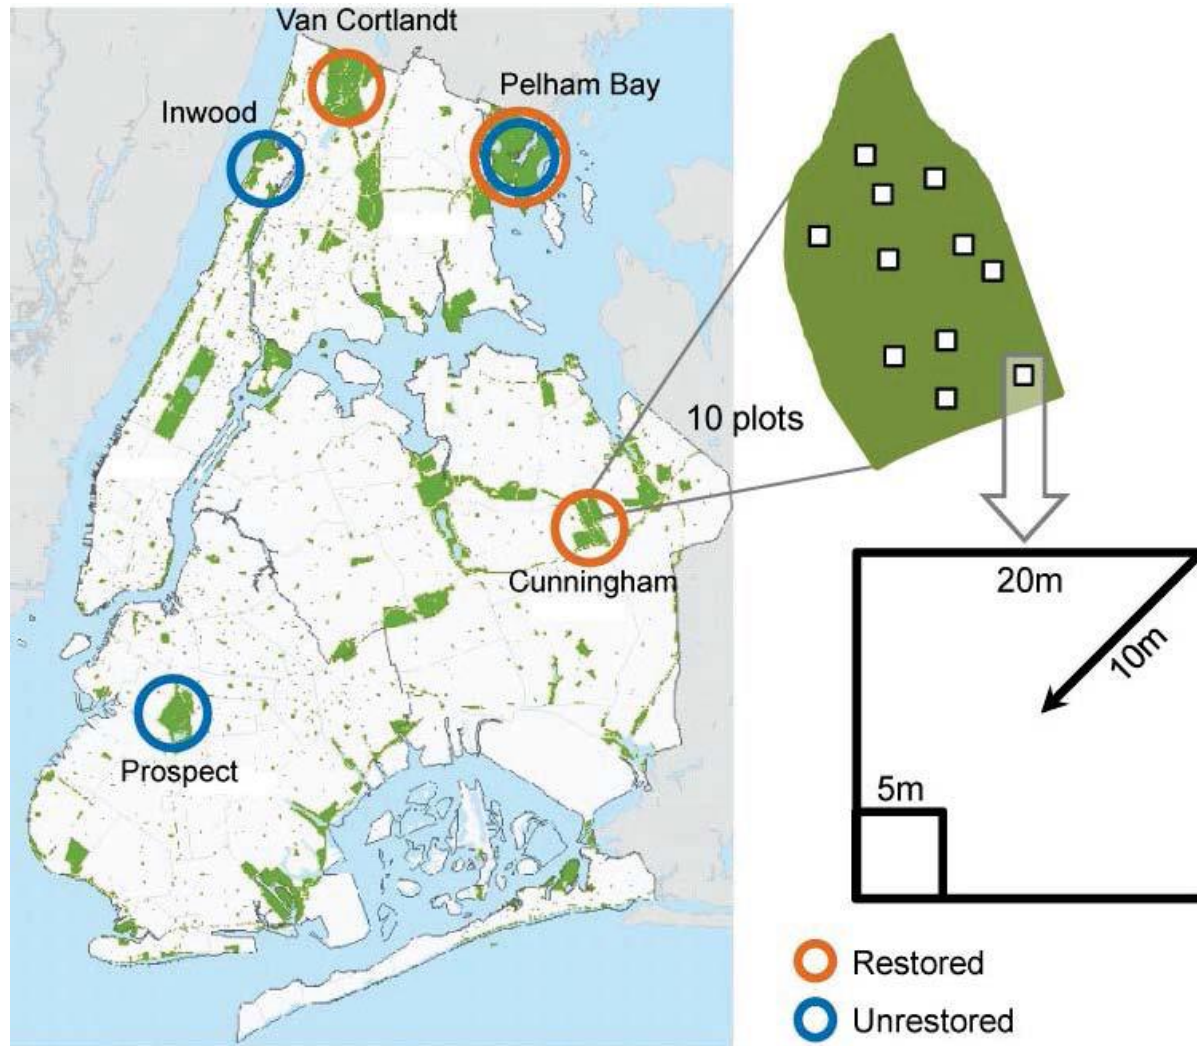 Van Cortlandt
Pelham Bay
Inwood
10 plots
Cunningham
20m
10m
5m
Prospect
Restored
Unrestored